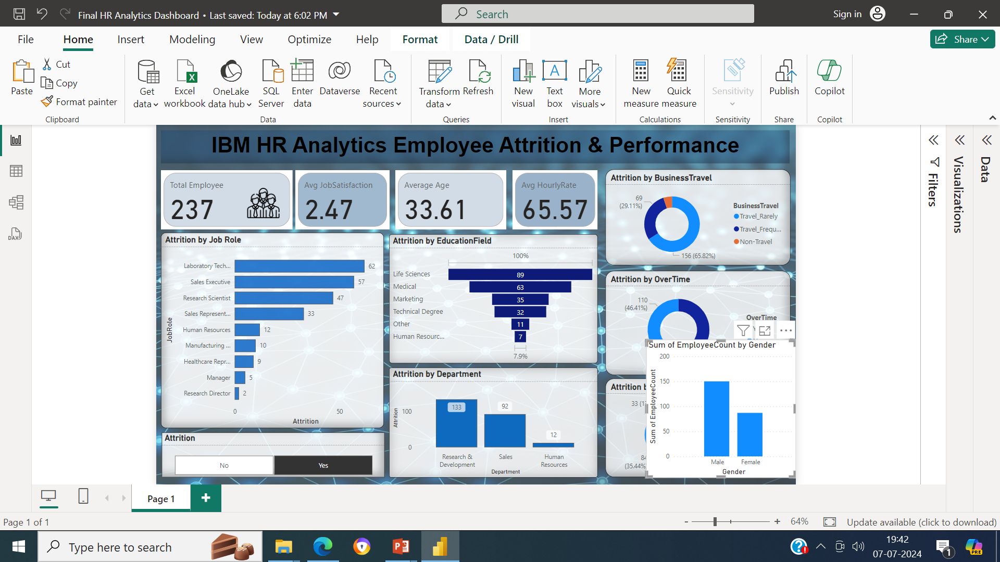 Final HR Analytics Dashboard • Last saved: Today at 6:02 PM
Search
Sign in
File
Home
Insert
Modeling
View
Optimize
Help
Format
Data / Drill
Share
Paste
Cut
Copy
Format painter
Clipboard
Get data
Excel workbook
OneLake data hub
SQL Server
Enter data
Dataverse
Recent sources
Data
Transform data
Refresh
Queries
New visual
Text box
More visuals
Insert
New measure
Quick measure
Calculations
Sensitivity
Sensitivity
Publish
Share
Copilot
Copilot
DAX
IBM HR Analytics Employee Attrition & Performance
Total Employee
237
Avg JobSatisfaction
2.47
Average Age
33.61
Avg HourlyRate
65.57
Attrition by Job Role
JobRole
Laboratory Tech... 62
Sales Executive 57
Research Scientist 47
Sales Represent... 33
Human Resources 12
Manufacturing ... 10
Healthcare Repr... 9
Manager 5
Research Director 2
0 50
Attrition
Attrition
No
Yes
Attrition by EducationField
100%
Life Sciences 89
Medical 63
Marketing 35
Technical Degree 32
Other 11
Human Resourc... 7
7.9%
Attrition by Department
Attrition
100
0
133
92
12
Research & Development
Sales
Human Resources
Department
Attrition by BusinessTravel
69
(29.11%)
156 (65.82%)
BusinessTravel
Travel_Rarely
Travel_Frequ...
Non-Travel
Attrition by OverTime
110
(46.41%)
OverTime
Attrition b
33 (1
84
(35.44%
Sum of EmployeeCount by Gender
Sum of EmployeeCount
200
150
100
50
0
Male
Female
Gender
Filters
Visualizations
Data
Page 1
Page 1 of 1
- + 64%
Update available (click to download)
Type here to search
19:42
07-07-2024
1
PRE